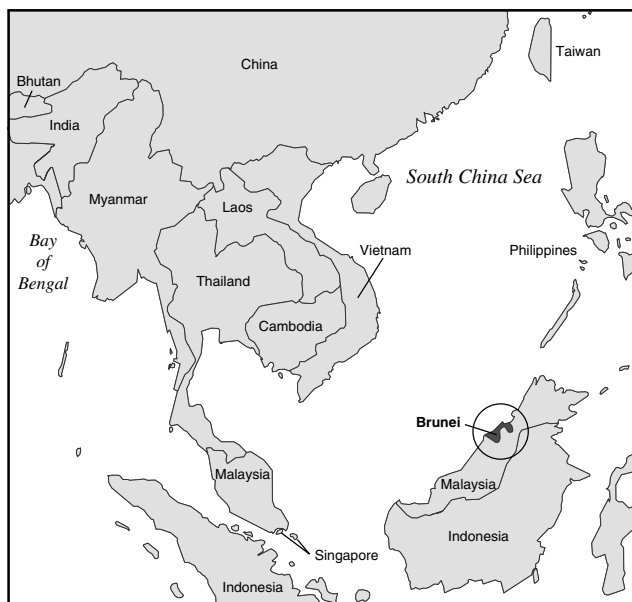 China
Taiwan
Bhutan
India
South China Sea
Myanmar
Laos
Bay
of
Bengal
Vietnam
Philippines
Thailand
Cambodia
Brunei
Malaysia
Malaysia
Indonesia
Singapore
Indonesia